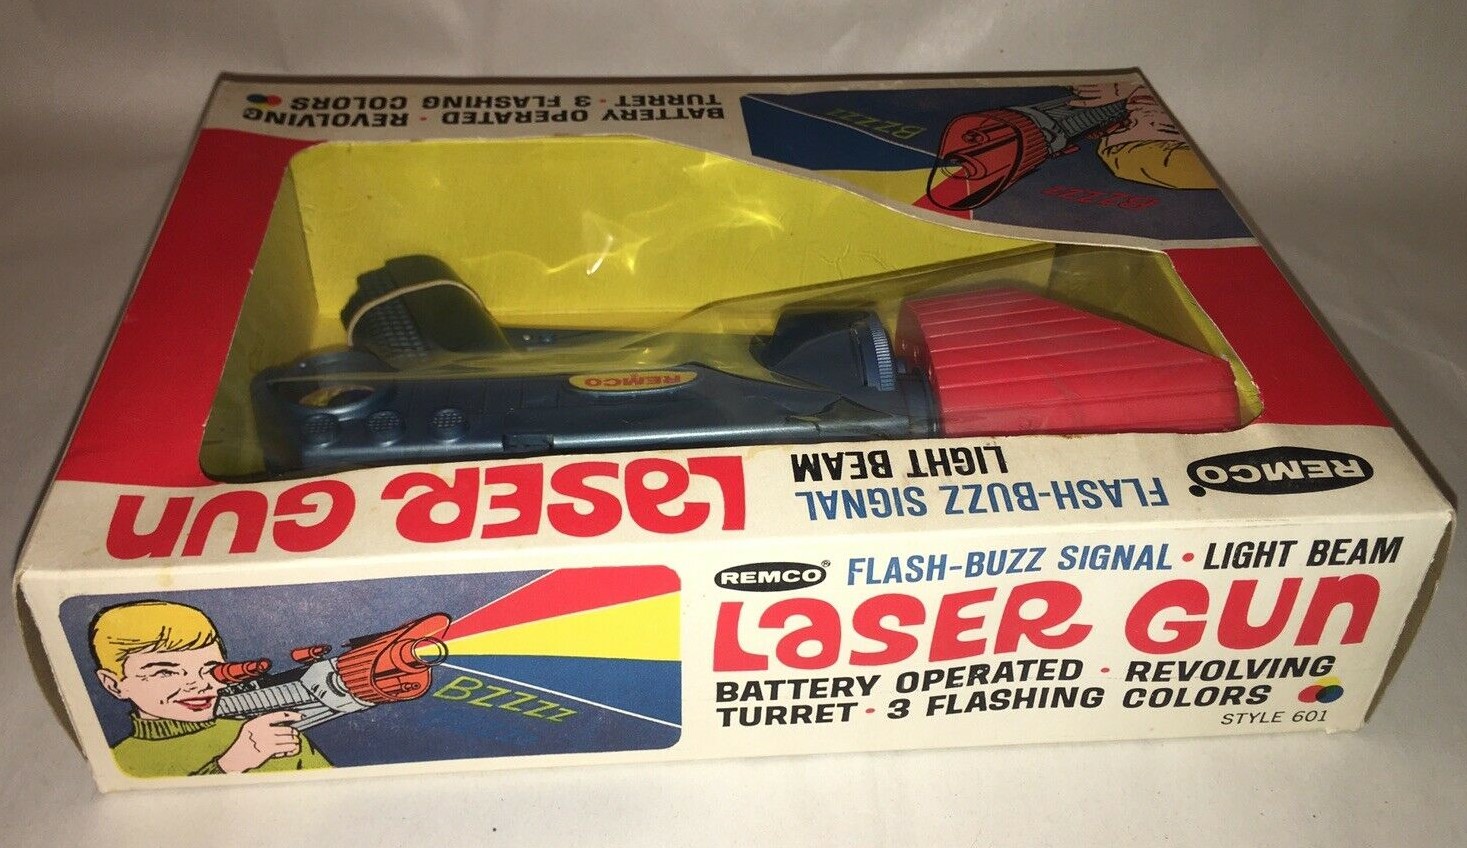 BATTERY OPERATED • REVOLVING
TURRET • 3 FLASHING COLORS
BZZZZ
BZZZZ
REMCO
REMCO
FLASH-BUZZ SIGNAL
LIGHT BEAM
LASER GUN
REMCO
FLASH-BUZZ SIGNAL • LIGHT BEAM
LASER GUN
BATTERY OPERATED • REVOLVING
TURRET • 3 FLASHING COLORS
STYLE 601
BZZZZ